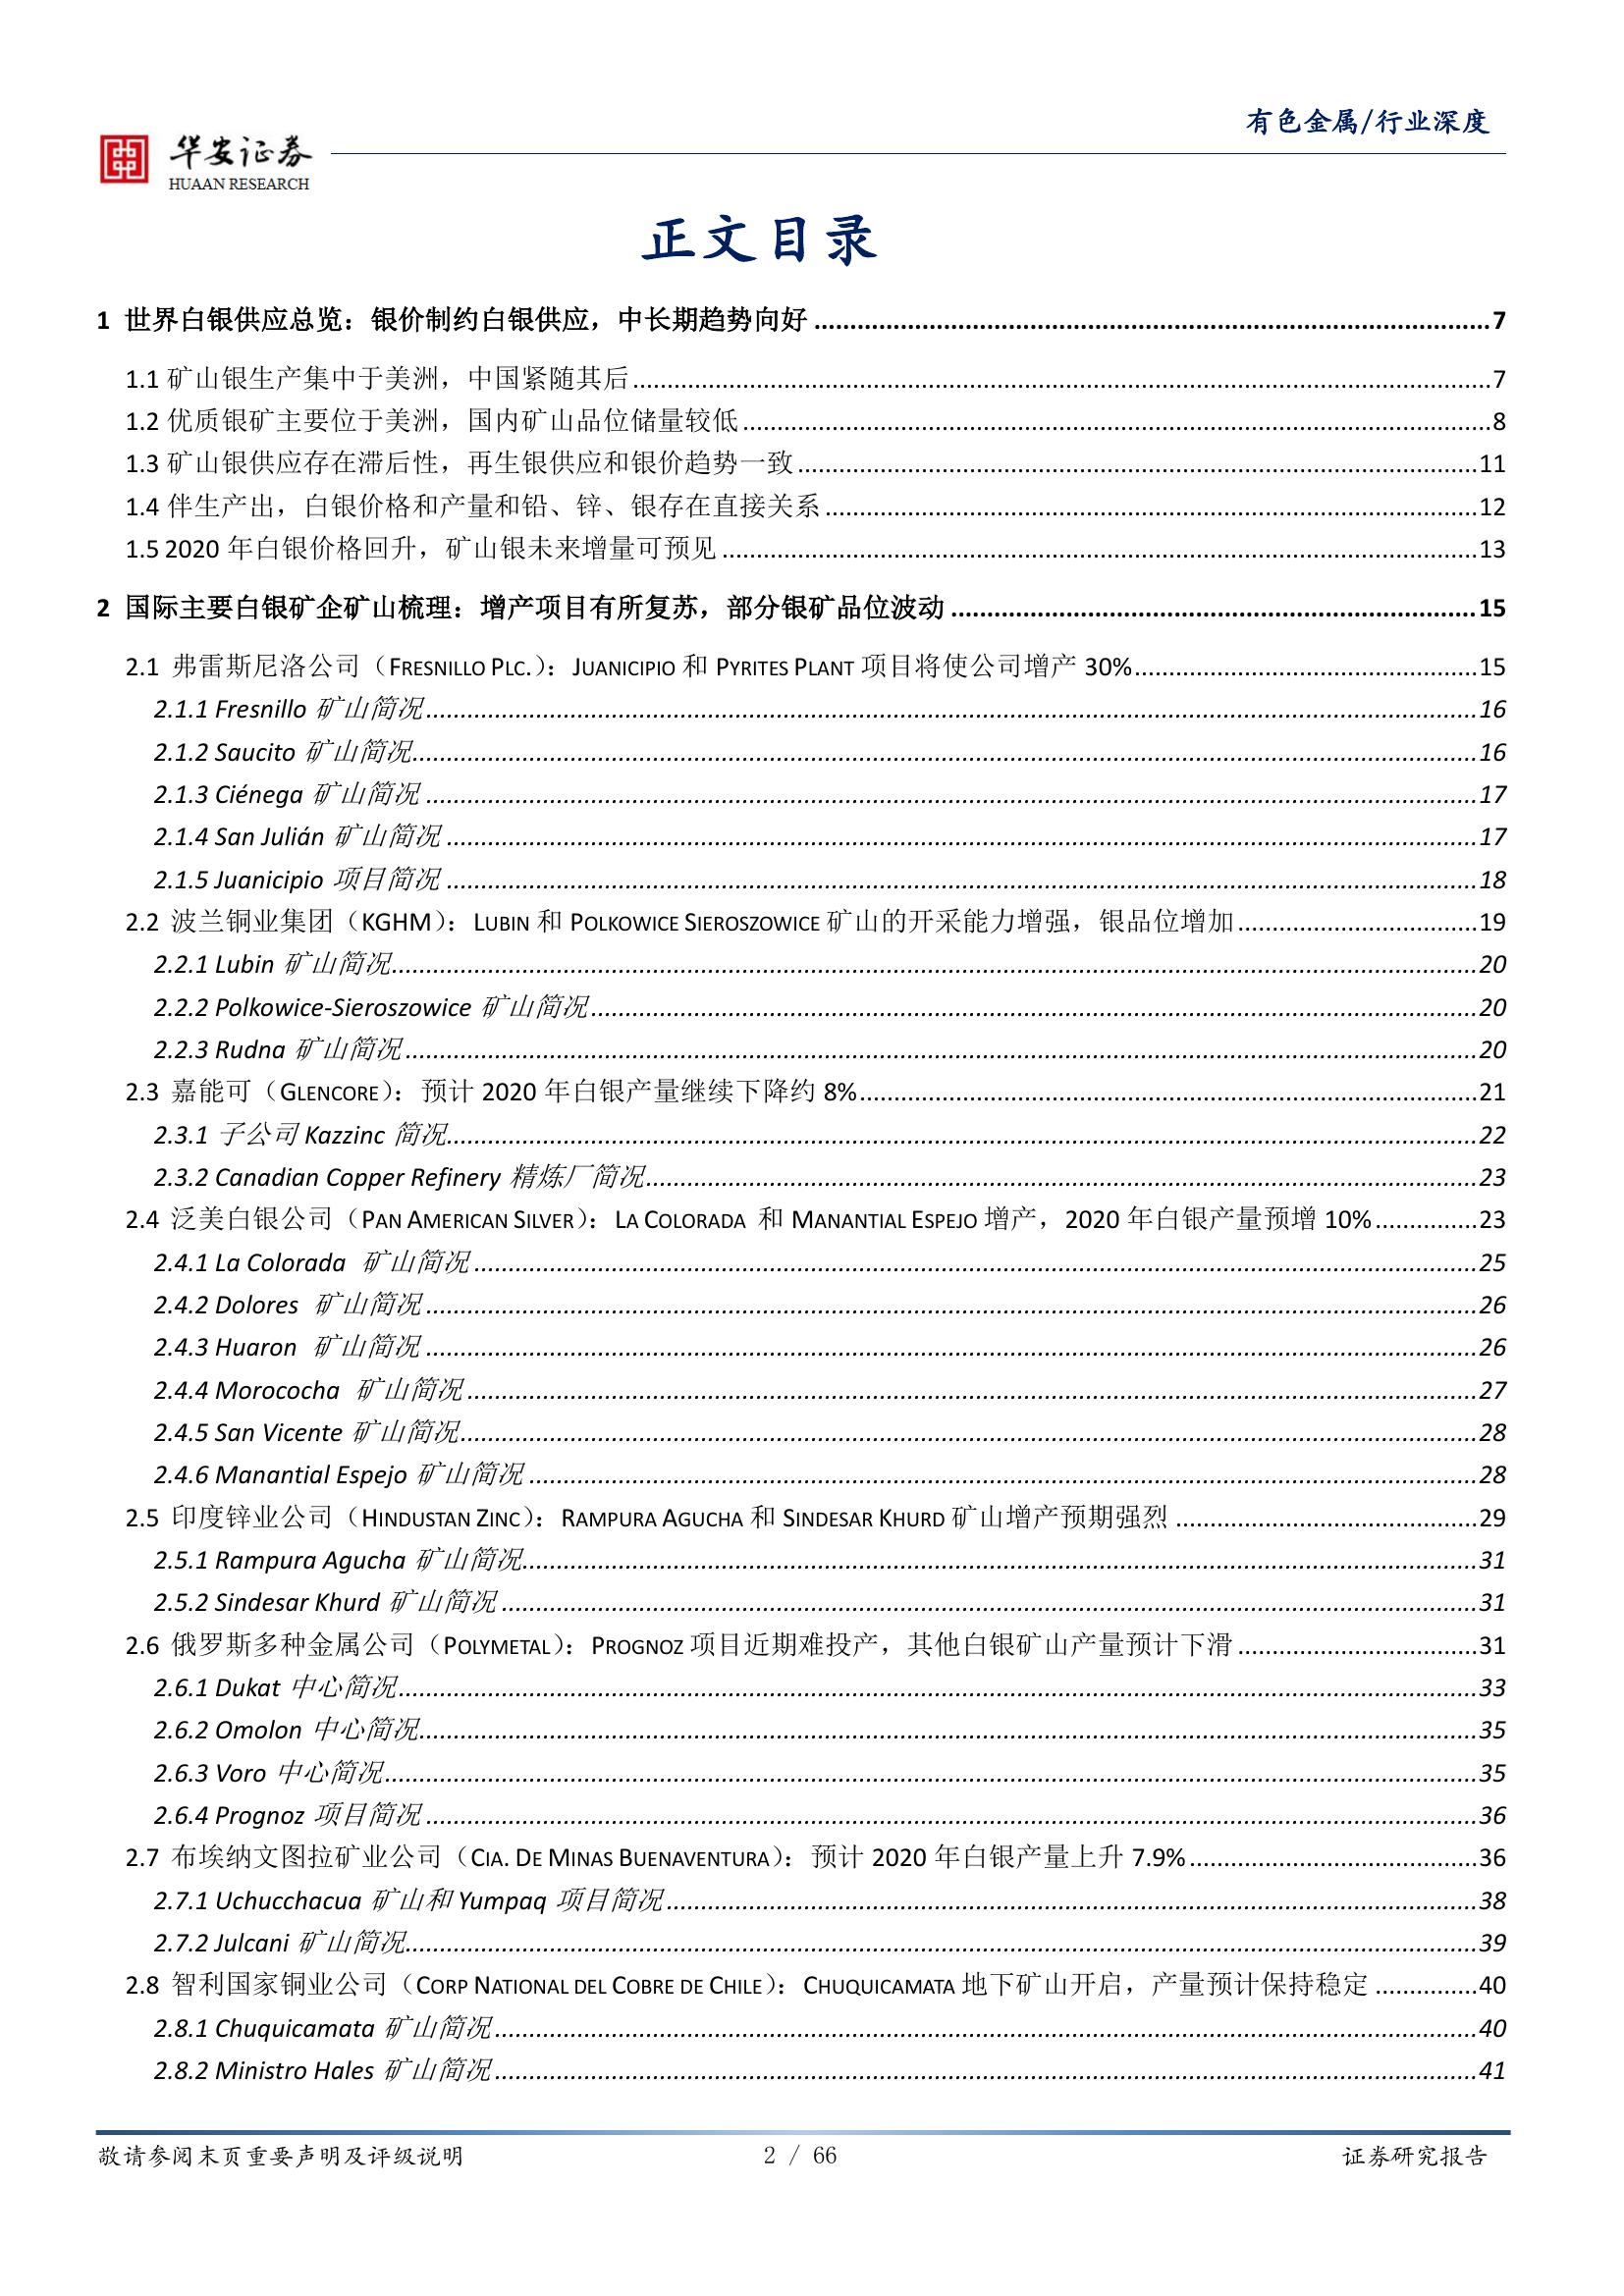 有色金属/行业深度
华安证券
HUAAN RESEARCH
正文目录
1 世界白银供应总览：银价制约白银供应，中长期趋势向好 7
1.1 矿山银生产集中于美洲，中国紧随其后 7
1.2 优质银矿主要位于美洲，国内矿山品位储量较低 8
1.3 矿山银供应存在滞后性，再生银供应和银价趋势一致 11
1.4 伴生产出，白银价格和产量和铅、锌、银存在直接关系 12
1.5 2020 年白银价格回升，矿山银未来增量可预见 13
2 国际主要白银矿企矿山梳理：增产项目有所复苏，部分银矿品位波动 15
2.1 弗雷斯尼洛公司（FRESNILLO PLC.）：JUANICIPIO 和 PYRITES PLANT 项目将使公司增产 30% 15
2.1.1 Fresnillo 矿山简况 16
2.1.2 Saucito 矿山简况 16
2.1.3 Ciénega 矿山简况 17
2.1.4 San Julián 矿山简况 17
2.1.5 Juanicipio 项目简况 18
2.2 波兰铜业集团（KGHM）：LUBIN 和 POLKOWICE SIEROSZOWICE 矿山的开采能力增强，银品位增加 19
2.2.1 Lubin 矿山简况 20
2.2.2 Polkowice-Sieroszowice 矿山简况 20
2.2.3 Rudna 矿山简况 20
2.3 嘉能可（GLENCORE）：预计 2020 年白银产量继续下降约 8% 21
2.3.1 子公司 Kazzinc 简况 22
2.3.2 Canadian Copper Refinery 精炼厂简况 23
2.4 泛美白银公司（PAN AMERICAN SILVER）：LA COLORADA 和 MANANTIAL ESPEJO 增产，2020 年白银产量预增 10% 23
2.4.1 La Colorada 矿山简况 25
2.4.2 Dolores 矿山简况 26
2.4.3 Huaron 矿山简况 26
2.4.4 Morococha 矿山简况 27
2.4.5 San Vicente 矿山简况 28
2.4.6 Manantial Espejo 矿山简况 28
2.5 印度锌业公司（HINDUSTAN ZINC）：RAMPURA AGUCHA 和 SINDESAR KHURD 矿山增产预期强烈 29
2.5.1 Rampura Agucha 矿山简况 31
2.5.2 Sindesar Khurd 矿山简况 31
2.6 俄罗斯多种金属公司（POLYMETAL）：PROGNOZ 项目近期难投产，其他白银矿山产量预计下滑 31
2.6.1 Dukat 中心简况 33
2.6.2 Omolon 中心简况 35
2.6.3 Voro 中心简况 35
2.6.4 Prognoz 项目简况 36
2.7 布埃纳文图拉矿业公司（CIA. DE MINAS BUENAVENTURA）：预计 2020 年白银产量上升 7.9% 36
2.7.1 Uchucchacua 矿山和 Yumpaq 项目简况 38
2.7.2 Julcani 矿山简况 39
2.8 智利国家铜业公司（CORP NATIONAL DEL COBRE DE CHILE）：CHUQUICAMATA 地下矿山开启，产量预计保持稳定 40
2.8.1 Chuquicamata 矿山简况 40
2.8.2 Ministro Hales 矿山简况 41
敬请参阅末页重要声明及评级说明 2 / 66 证券研究报告